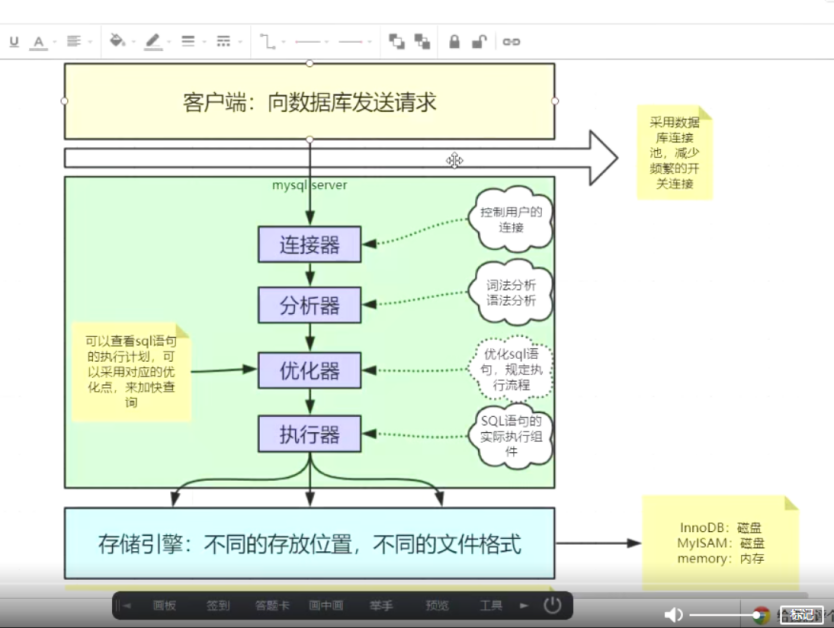 U A
客户端：向数据库发送请求
采用数据
库连接
池，减少
频繁的开
关连接
mysql server
控制用户的
连接
连接器
词法分析
语法分析
分析器
可以查看sql语句
的执行计划，可
以采用对应的优
化点，来加快查
询
优化sql语
句，规定执
行流程
优化器
SQL语句的
实际执行组
件
执行器
存储引擎：不同的存放位置，不同的文件格式
InnoDB：磁盘
MyISAM：磁盘
memory：内存
画板 签到 答题卡 画中画 举手 预览 工具
标记